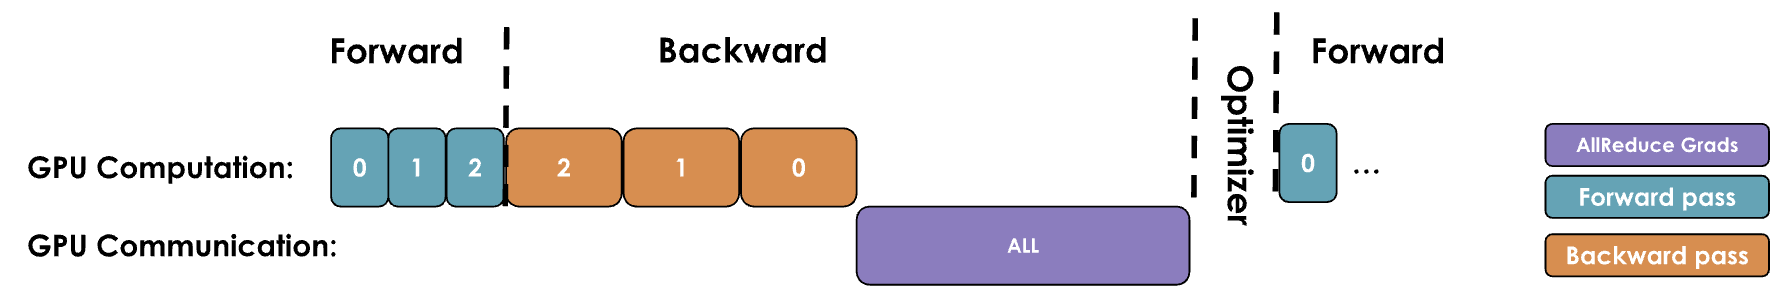 Forward
Backward
Optimizer
Forward
GPU Computation:
0 1 2 2 1 0
0 ...
AllReduce Grads
Forward pass
GPU Communication:
ALL
Backward pass